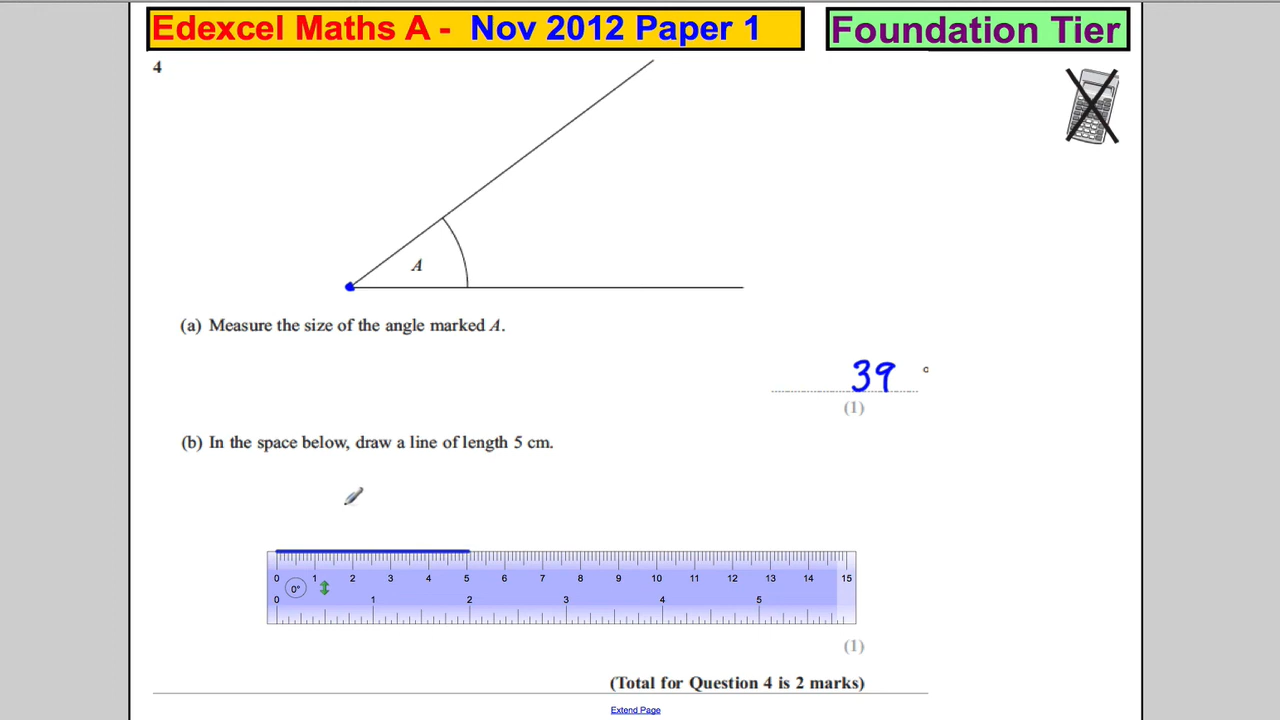 Edexcel Maths A - Nov 2012 Paper 1
Foundation Tier
4
A
(a) Measure the size of the angle marked A.
39 °
(1)
(b) In the space below, draw a line of length 5 cm.
0 1 2 3 4 5 6 7 8 9 10 11 12 13 14 15
0°
0 1 2 3 4 5
(1)
(Total for Question 4 is 2 marks)
Extend Page